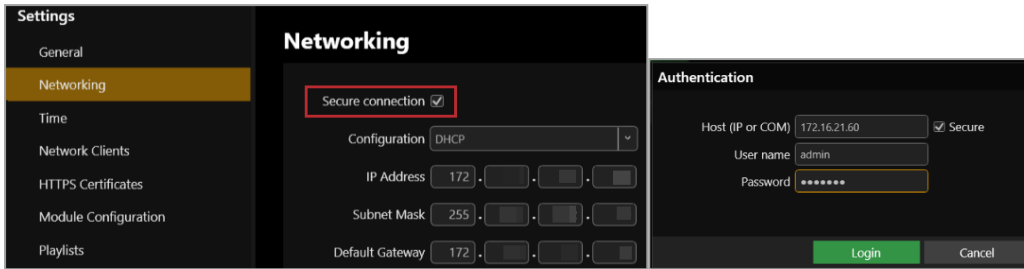 Settings
General
Networking
Time
Network Clients
HTTPS Certificates
Module Configuration
Playlists
Networking
Secure connection
Configuration DHCP
IP Address 172 . . .
Subnet Mask 255 . . .
Default Gateway 172 . . .
Authentication
Host (IP or COM) 172.16.21.60 Secure
User name admin
Password •••••••
Login Cancel